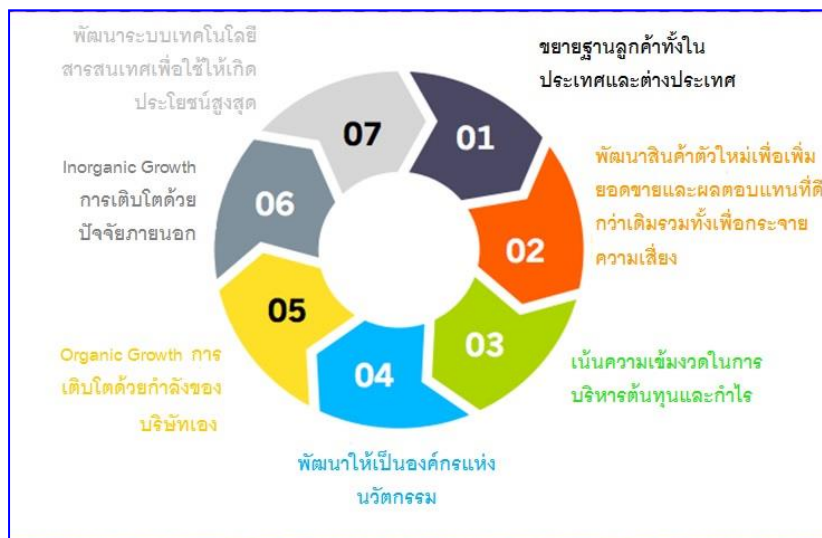 01
ขยายฐานลูกค้าทั้งใน
ประเทศและต่างประเทศ
02
พัฒนาสินค้าตัวใหม่เพื่อเพิ่ม
ยอดขายและผลตอบแทนที่ดี
กว่าเดิมรวมทั้งเพื่อกระจาย
ความเสี่ยง
03
เน้นความเข้มงวดในการ
บริหารต้นทุนและกำไร
04
พัฒนาให้เป็นองค์กรแห่ง
นวัตกรรม
05
Organic Growth การ
เติบโตด้วยกำลังของ
บริษัทเอง
06
Inorganic Growth
การเติบโตด้วย
ปัจจัยภายนอก
07
พัฒนาระบบเทคโนโลยี
สารสนเทศเพื่อใช้ให้เกิด
ประโยชน์สูงสุด